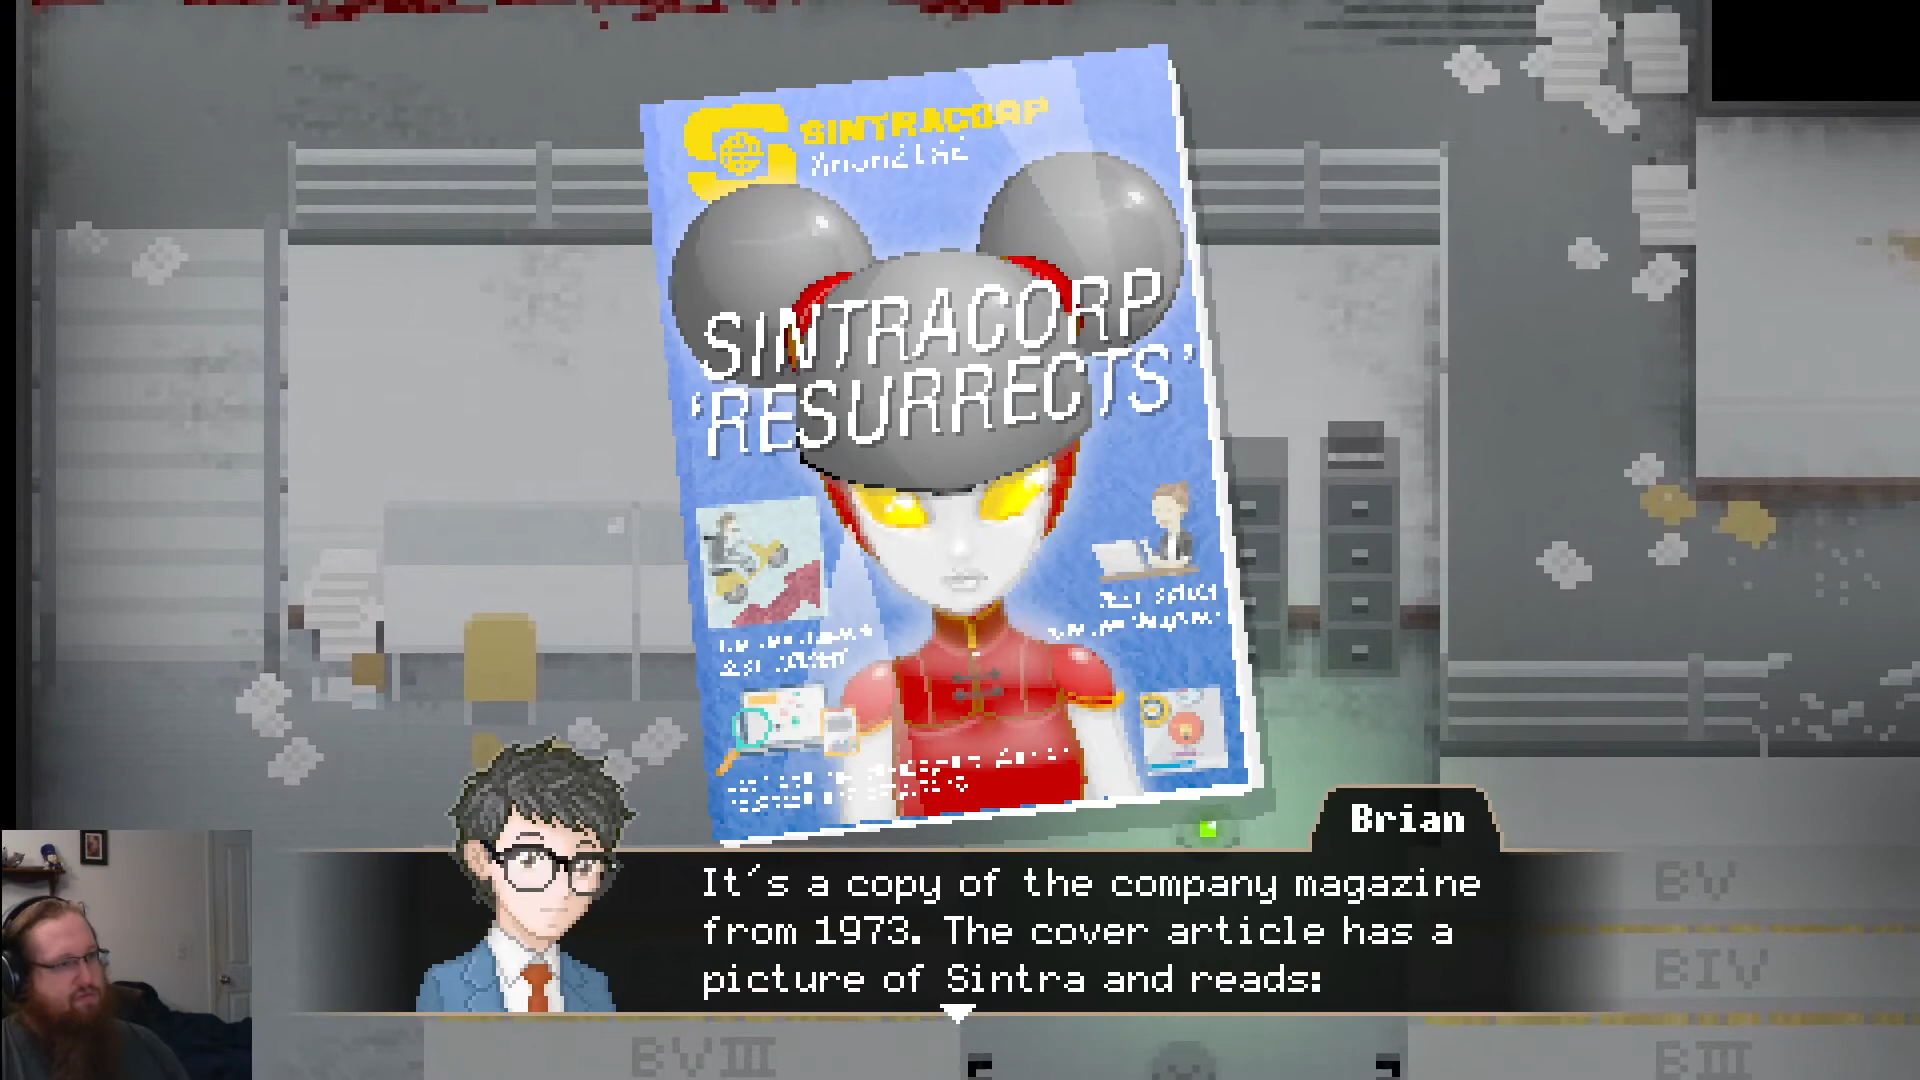 SINTRACORP
SINTRACORP
'RESURRECTS'
Brian
It's a copy of the company magazine
from 1973. The cover article has a
picture of Sintra and reads:
BV
BIV
BVIII
BIII